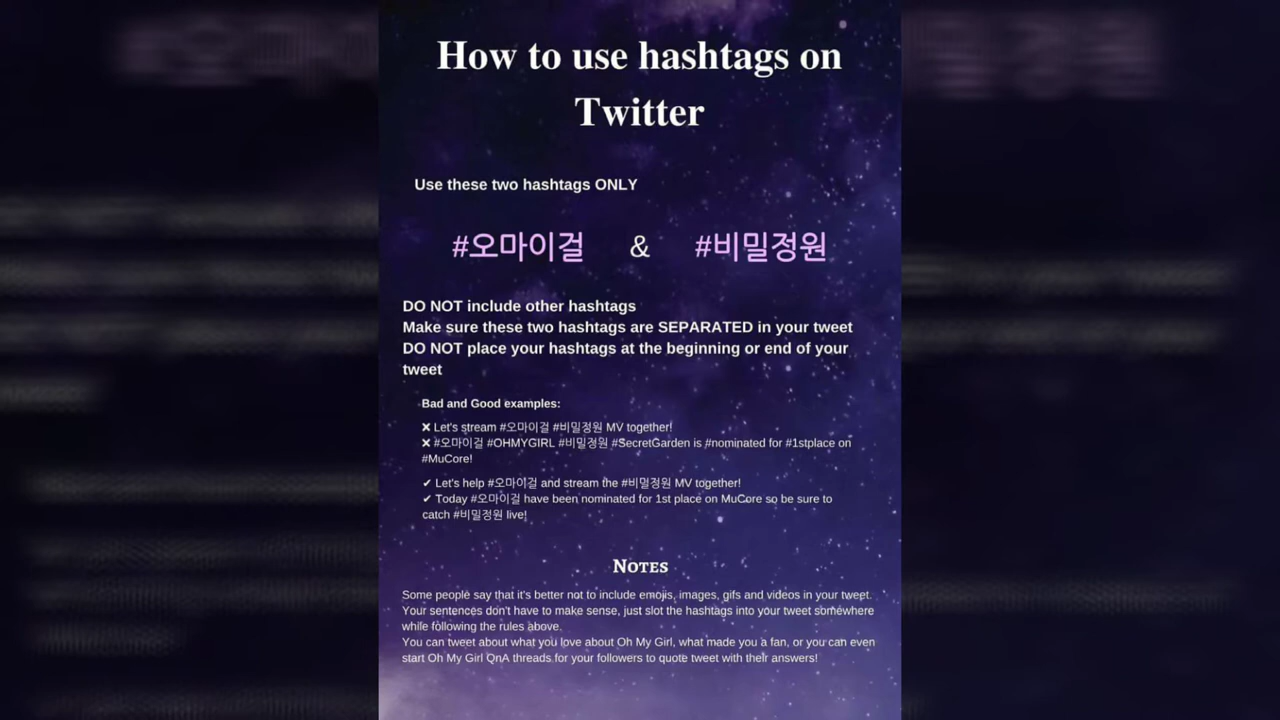 How to use hashtags on
Twitter
Use these two hashtags ONLY
#오마이걸 & #비밀정원
DO NOT include other hashtags
Make sure these two hashtags are SEPARATED in your tweet
DO NOT place your hashtags at the beginning or end of your
tweet
Bad and Good examples:
❌ Let's stream #오마이걸 #비밀정원 MV together!
❌ #오마이걸 #OHMYGIRL #비밀정원 #SecretGarden is #nominated for #1stplace on
#MuCore!
✔ Let's help #오마이걸 and stream the #비밀정원 MV together!
✔ Today #오마이걸 have been nominated for 1st place on MuCore so be sure to
catch #비밀정원 live!
NOTES
Some people say that it's better not to include emojis, images, gifs and videos in your tweet.
Your sentences don't have to make sense, just slot the hashtags into your tweet somewhere
while following the rules above.
You can tweet about what you love about Oh My Girl, what made you a fan, or you can even
start Oh My Girl QnA threads for your followers to quote tweet with their answers!